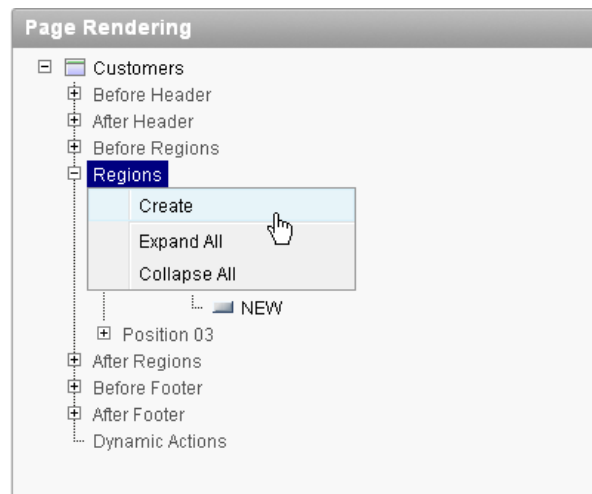 Page Rendering
Customers
Before Header
After Header
Before Regions
Regions
Create
Expand All
Collapse All
NEW
Position 03
After Regions
Before Footer
After Footer
Dynamic Actions